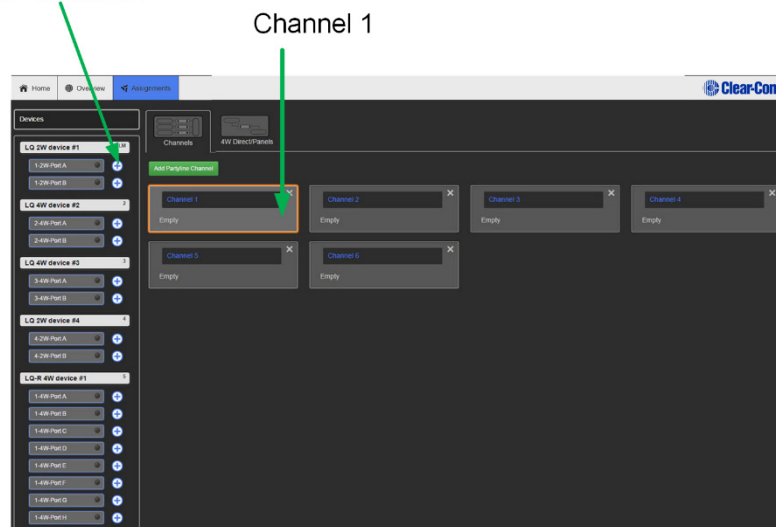 Channel 1
Home
Overview
Assignments
Clear-Com
Devices
Channels
4W Direct/Panels
Add Partyline Channel
LQ 2W device #1
LM
1-2W-Port A
1-2W-Port B
LQ 4W device #2
2
2-4W-Port A
2-4W-Port B
LQ 4W device #3
3
3-4W-Port A
3-4W-Port B
LQ 2W device #4
4
4-2W-Port A
4-2W-Port B
LQ-R 4W device #1
5
1-4W-Port A
1-4W-Port B
1-4W-Port C
1-4W-Port D
1-4W-Port E
1-4W-Port F
1-4W-Port G
1-4W-Port H
Channel 1
Empty
Channel 2
Empty
Channel 3
Empty
Channel 4
Empty
Channel 5
Empty
Channel 6
Empty